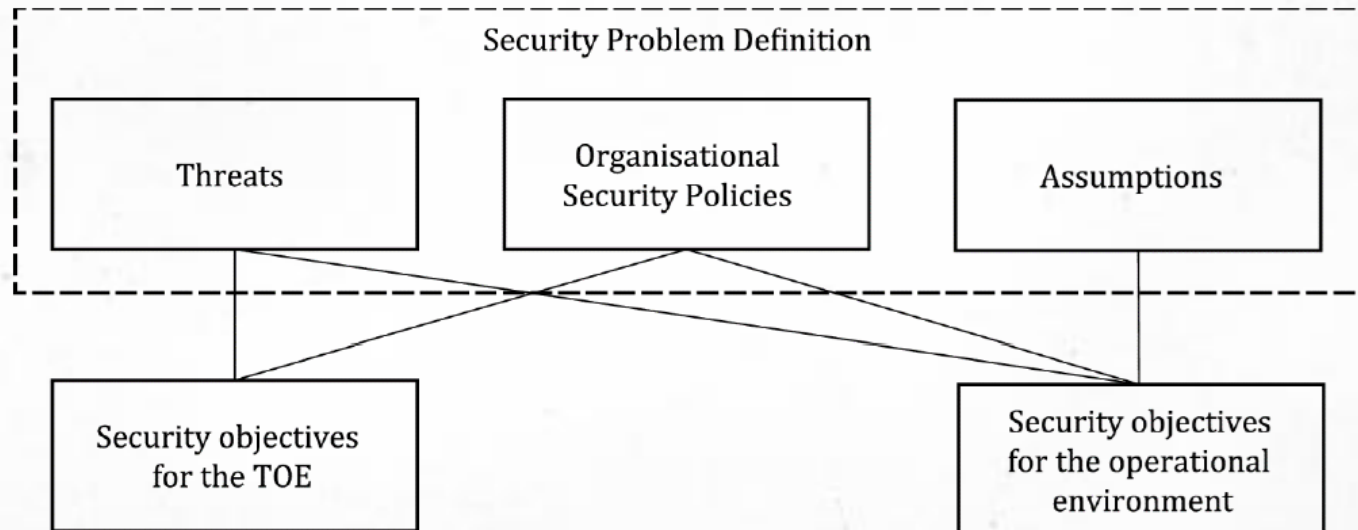 Security Problem Definition
Threats
Organisational
Security Policies
Assumptions
Security objectives
for the TOE
Security objectives
for the operational
environment